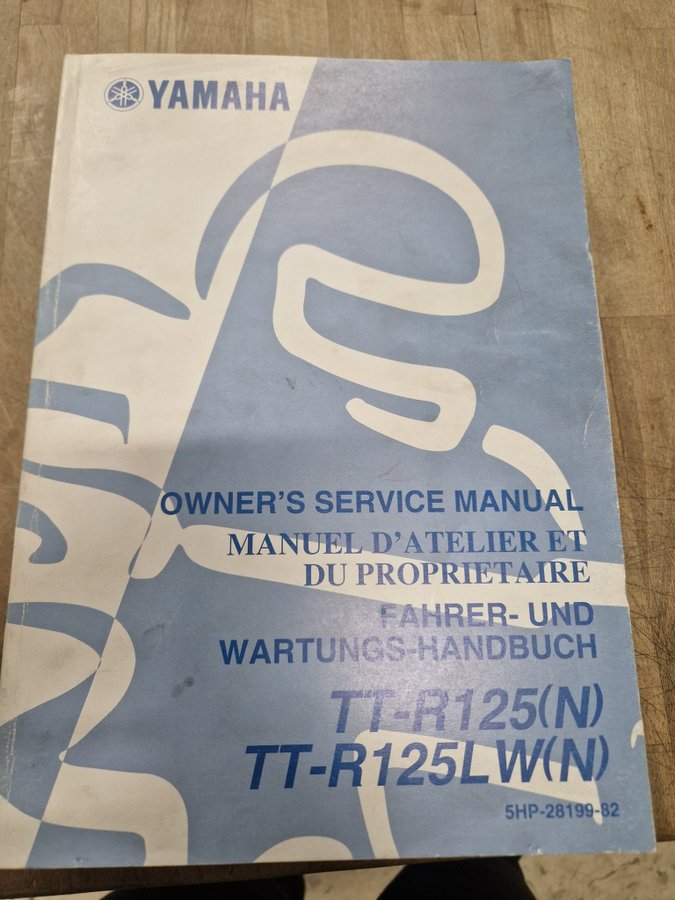 YAMAHA
OWNER'S SERVICE MANUAL
MANUEL D'ATELIER ET
DU PROPRIETAIRE
FAHRER- UND
WARTUNGS-HANDBUCH
TT-R125(N)
TT-R125LW(N)
5HP-28199-82